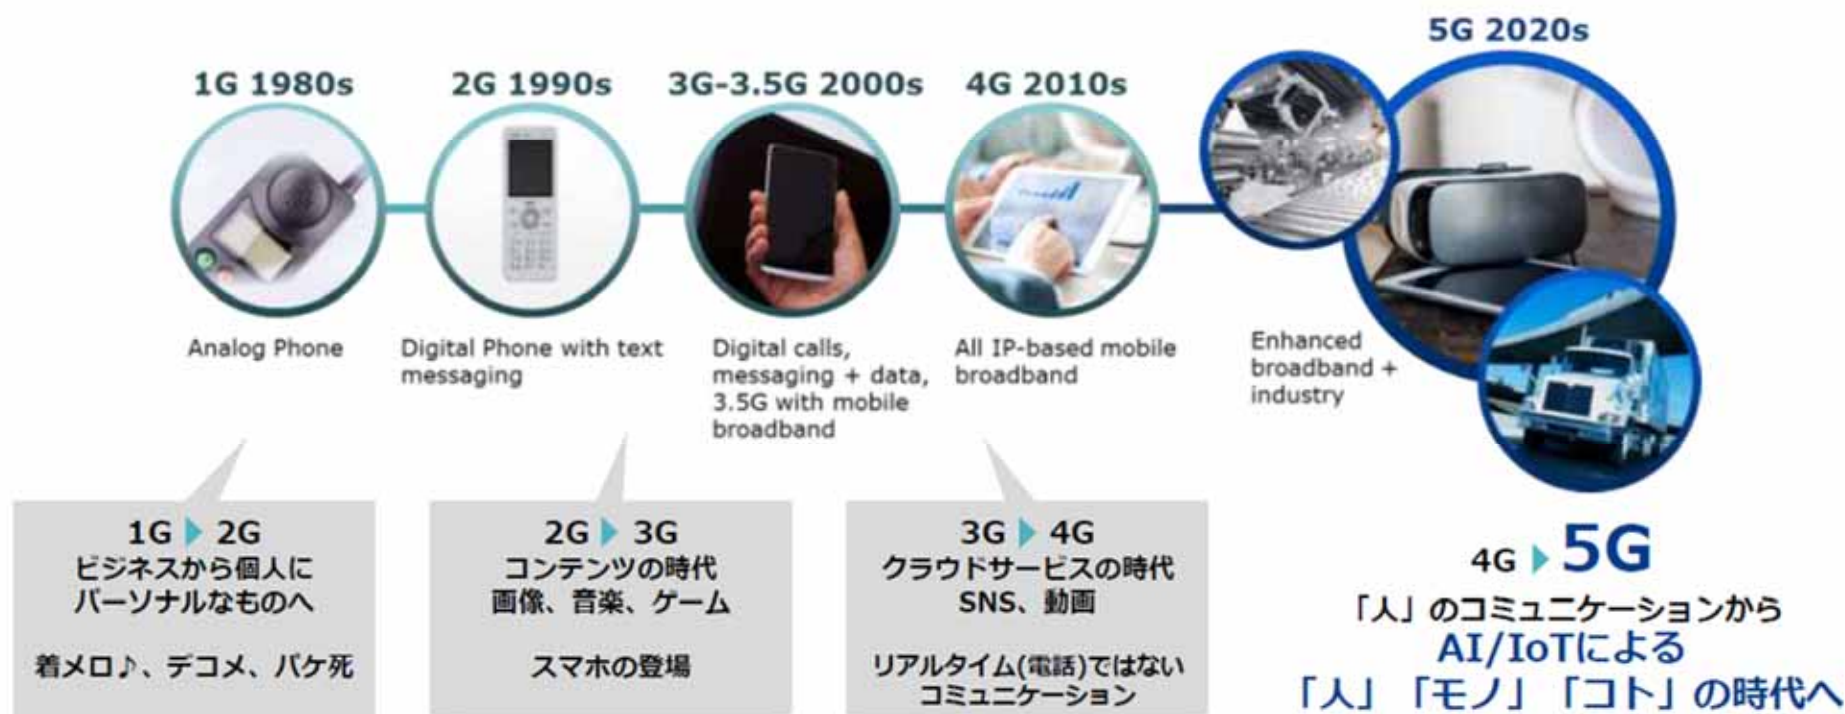 1G 1980s
Analog Phone
2G 1990s
Digital Phone with text
messaging
3G-3.5G 2000s
Digital calls,
messaging + data,
3.5G with mobile
broadband
4G 2010s
All IP-based mobile
broadband
5G 2020s
Enhanced
broadband +
industry
1G ▶ 2G
ビジネスから個人に
パーソナルなものへ
着メロ♪、デコメ、パケ死
2G ▶ 3G
コンテンツの時代
画像、音楽、ゲーム
スマホの登場
3G ▶ 4G
クラウドサービスの時代
SNS、動画
リアルタイム(電話)ではない
コミュニケーション
4G ▶ 5G
「人」のコミュニケーションから
AI/IoTによる
「人」「モノ」「コト」の時代へ